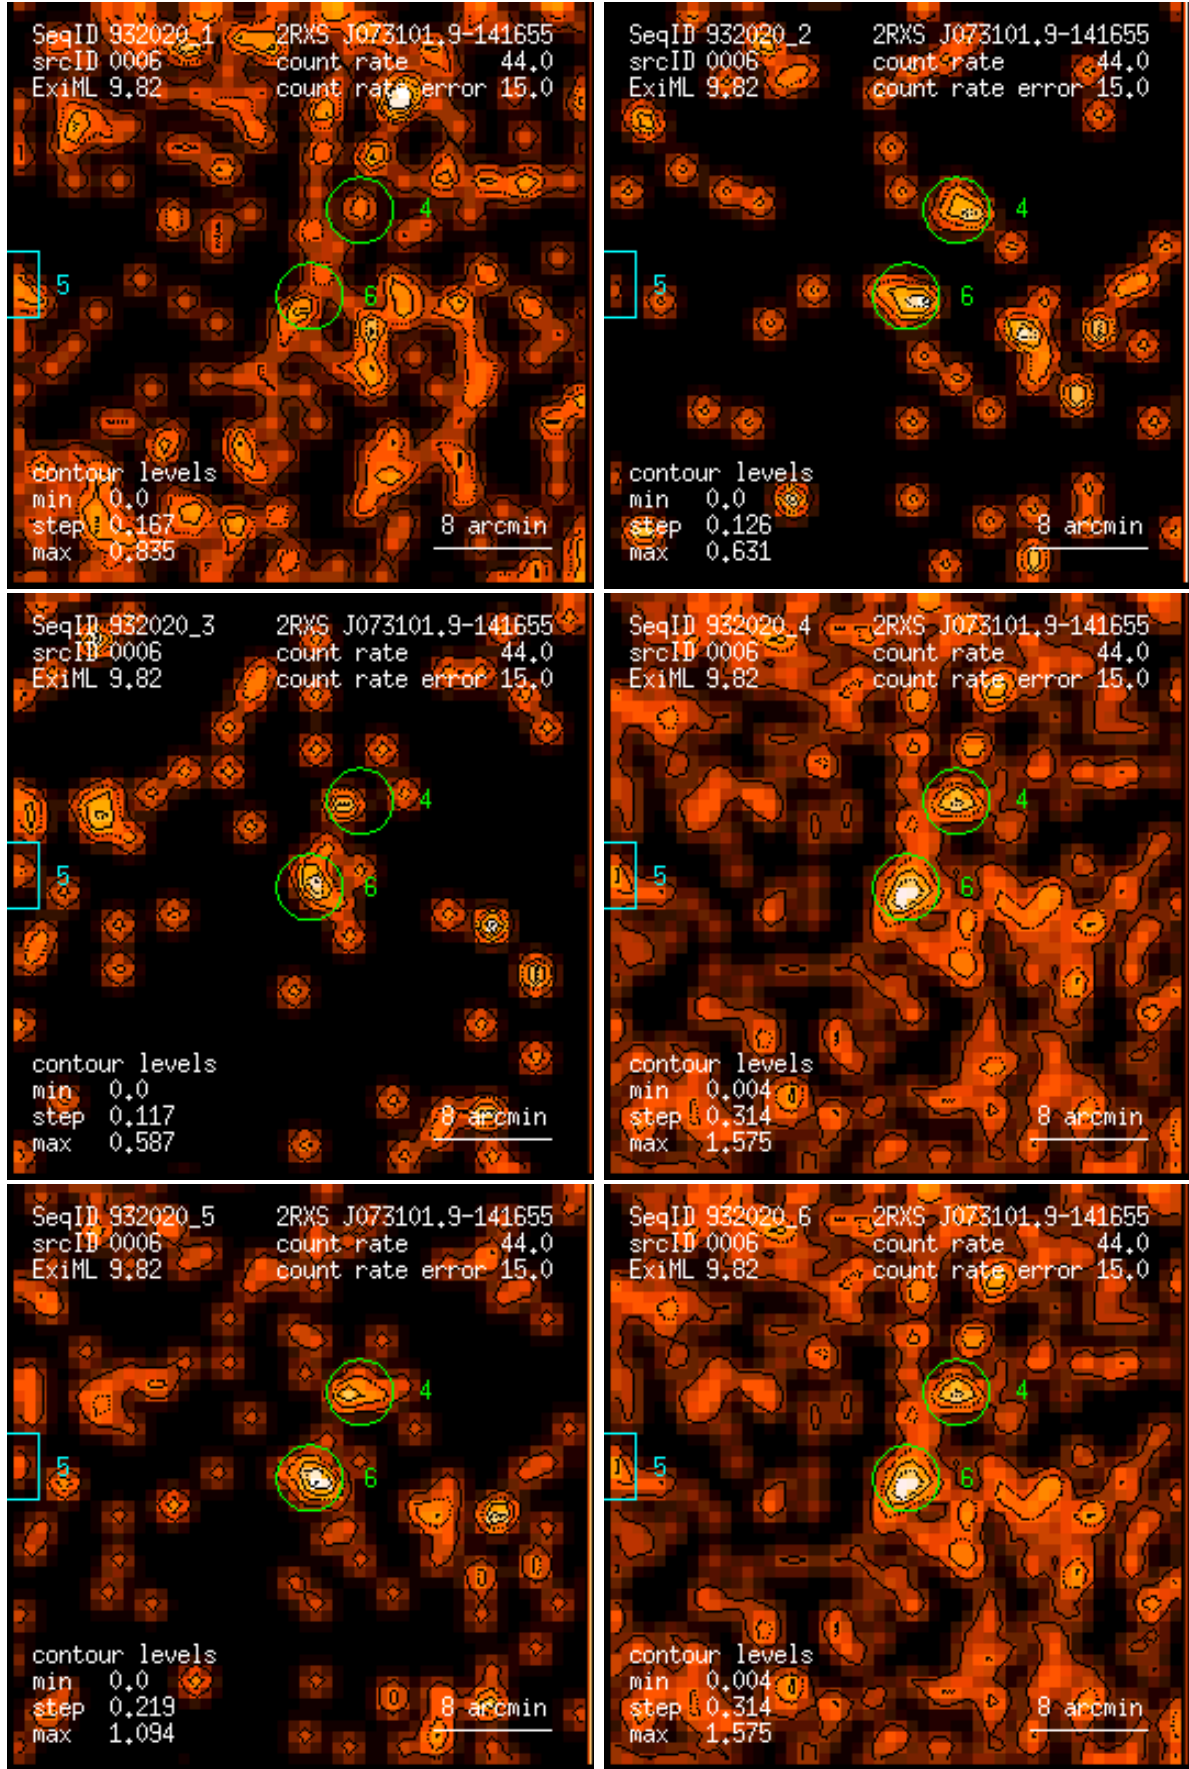 SeqID 932020_1 2RXS J073101.9-141655
srcID 0006 count rate 44.0
ExiML 9.82 count rate error 15.0
4
5
6
contour levels
min 0.0
step 0.167
max 0.835
8 arcmin
SeqID 932020_2 2RXS J073101.9-141655
srcID 0006 count rate 44.0
ExiML 9.82 count rate error 15.0
4
5
6
contour levels
min 0.0
step 0.126
max 0.631
8 arcmin
SeqID 932020_3 2RXS J073101.9-141655
srcID 0006 count rate 44.0
ExiML 9.82 count rate error 15.0
4
5
6
contour levels
min 0.0
step 0.117
max 0.587
8 arcmin
SeqID 932020_4 2RXS J073101.9-141655
srcID 0006 count rate 44.0
ExiML 9.82 count rate error 15.0
4
5
6
contour levels
min 0.004
step 0.314
max 1.575
8 arcmin
SeqID 932020_5 2RXS J073101.9-141655
srcID 0006 count rate 44.0
ExiML 9.82 count rate error 15.0
4
5
6
contour levels
min 0.0
step 0.219
max 1.094
8 arcmin
SeqID 932020_6 2RXS J073101.9-141655
srcID 0006 count rate 44.0
ExiML 9.82 count rate error 15.0
4
5
6
contour levels
min 0.004
step 0.314
max 1.575
8 arcmin